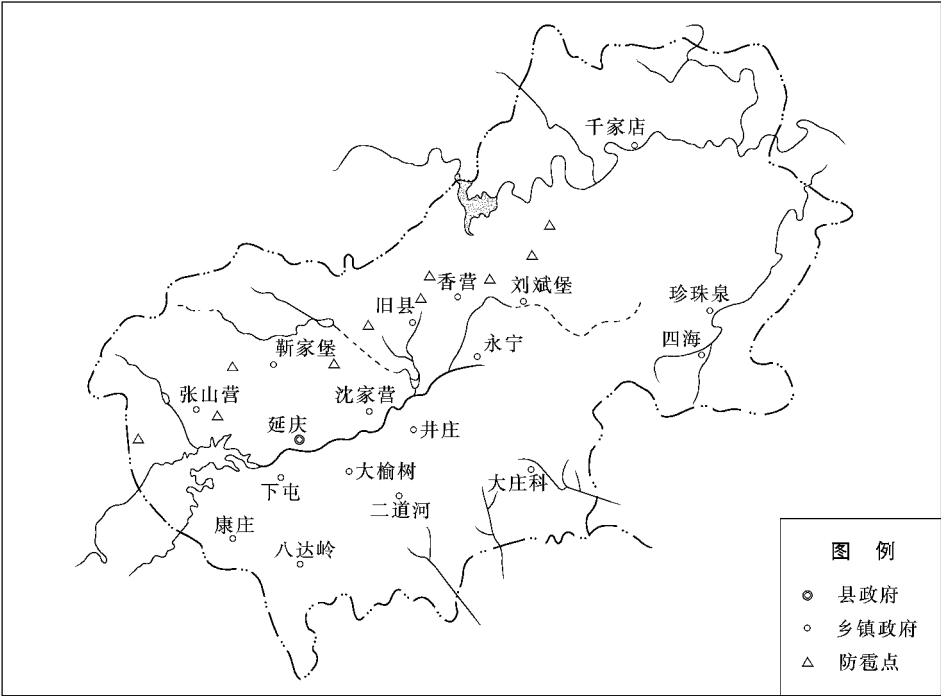 千家店
香营
刘斌堡
旧县
珍珠泉
永宁
四海
靳家堡
张山营
沈家营
延庆
井庄
大榆树
下屯
二道河
大庄科
康庄
八达岭
图 例
县政府
乡镇政府
防雹点